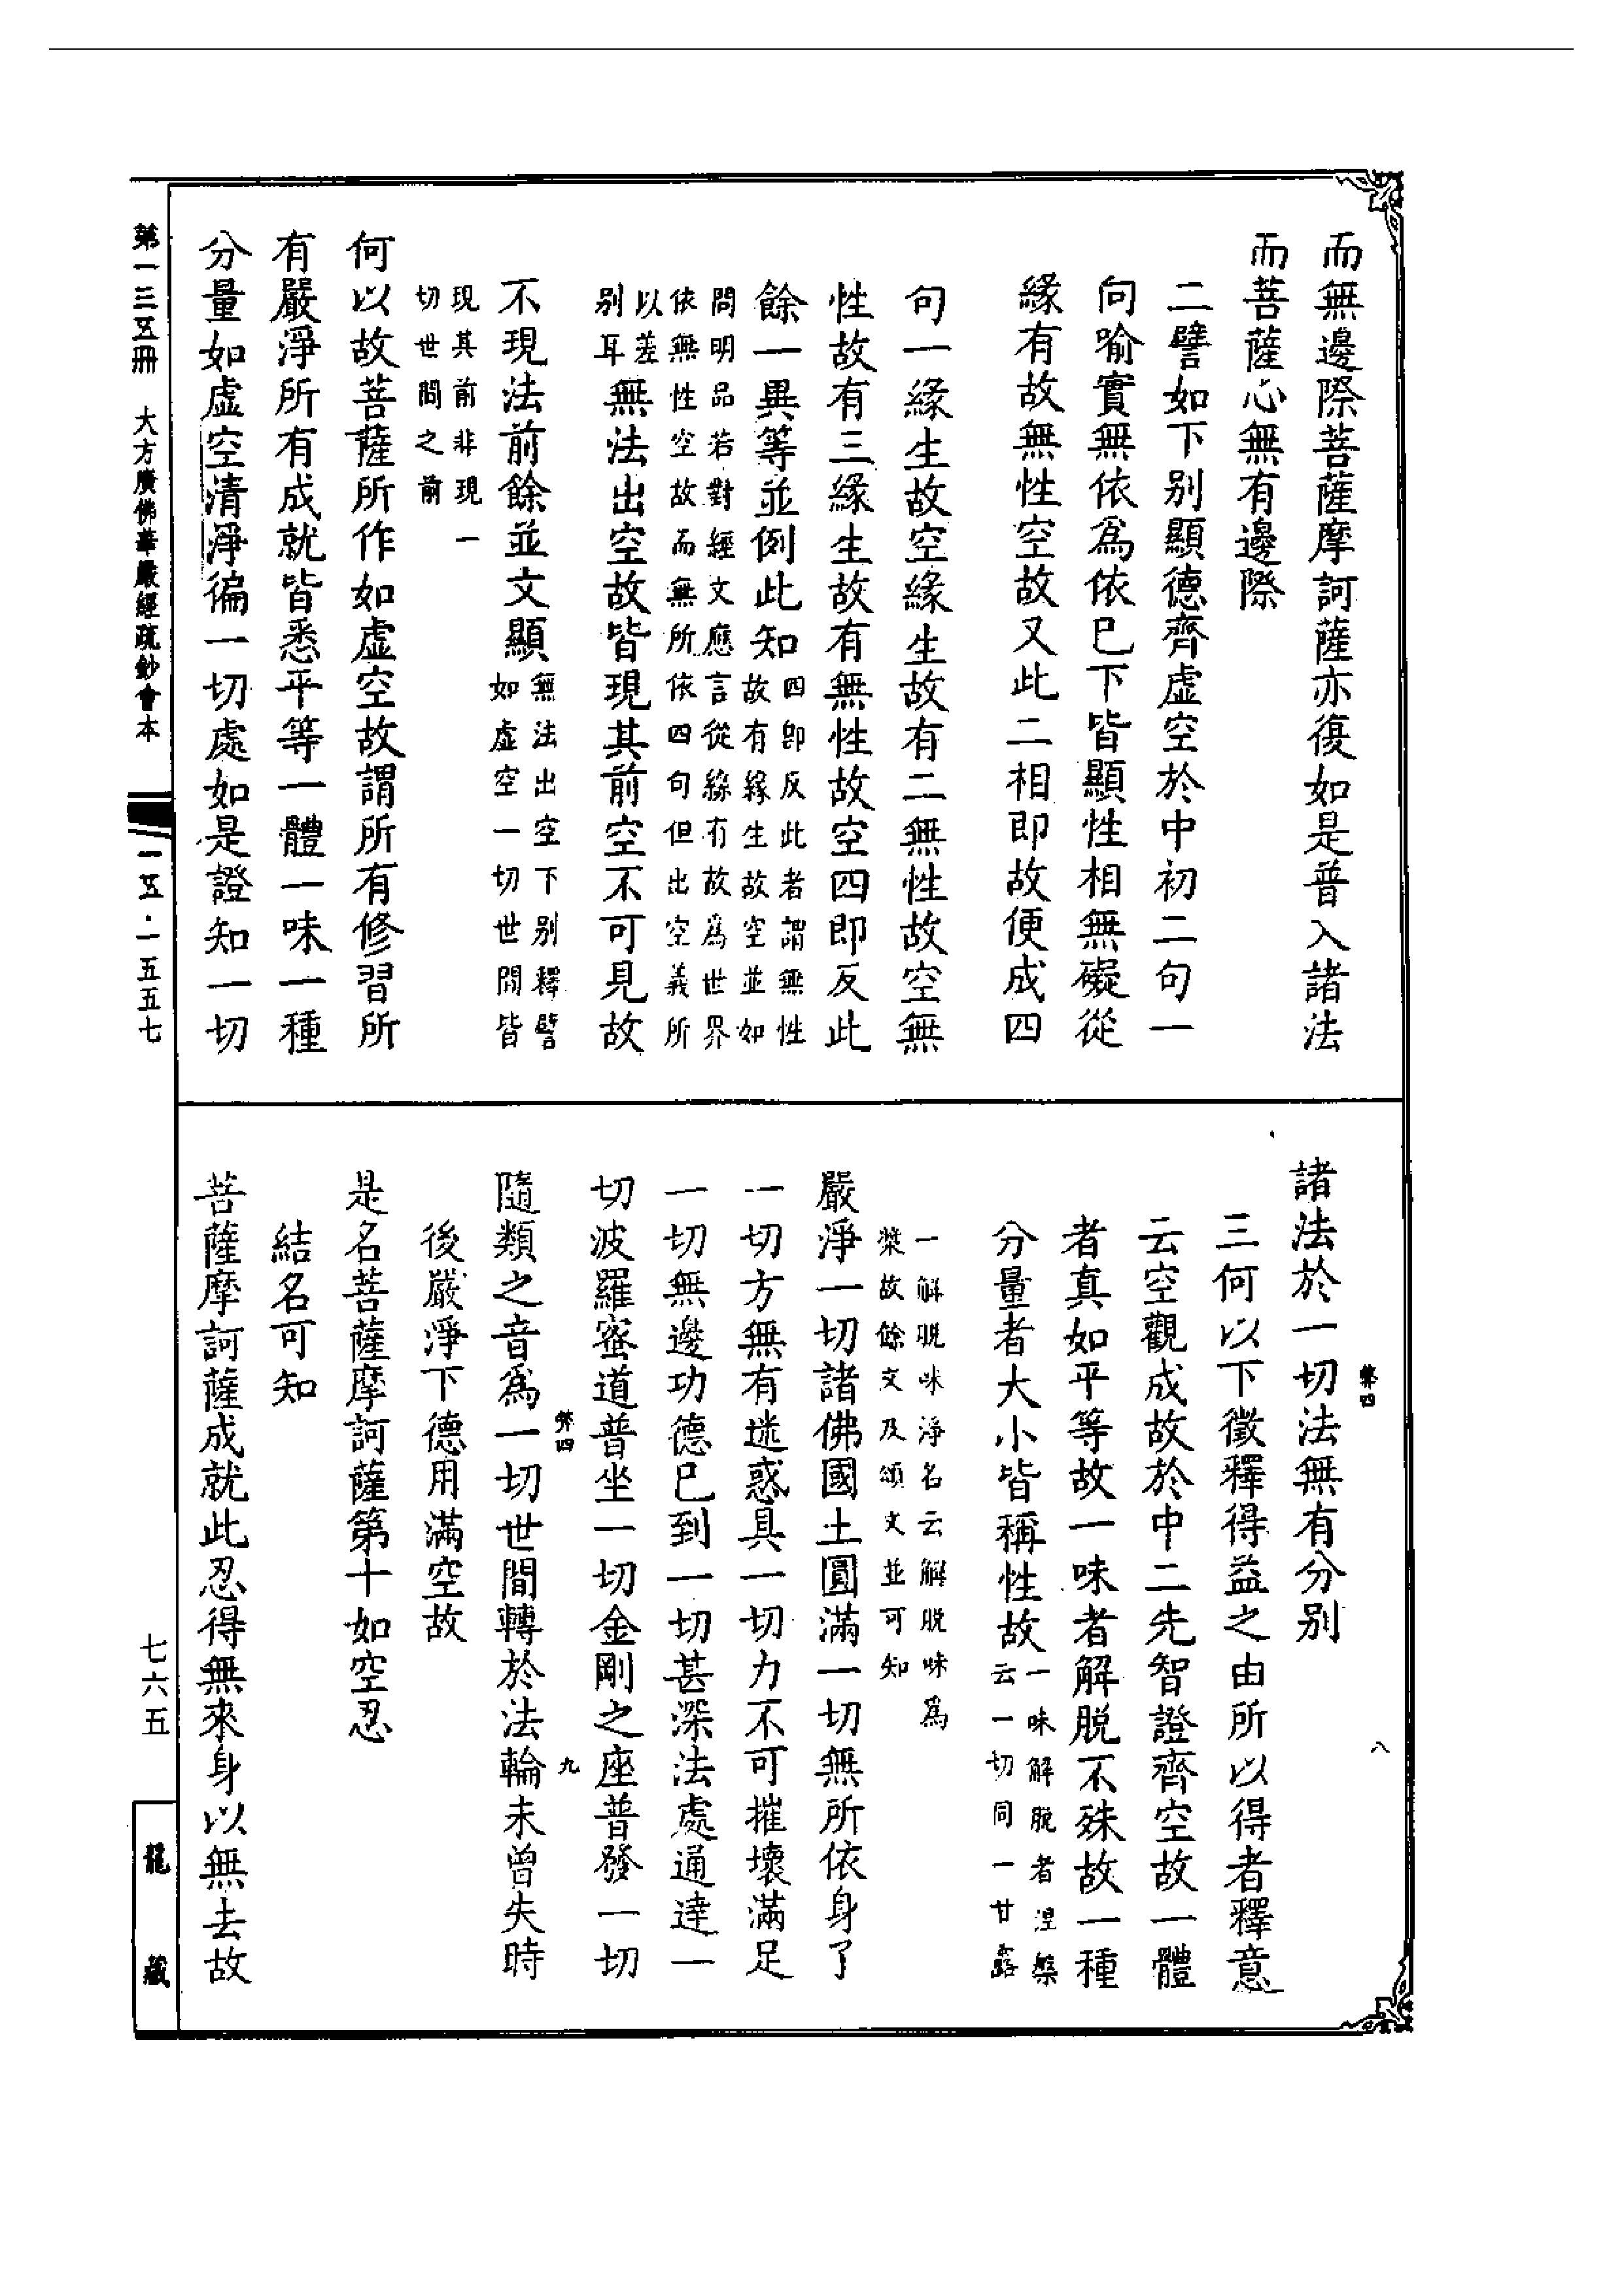 而無邊際菩薩摩訶薩亦復如是普入諸法
而菩薩心無有邊際
二譬如下別顯德齊虛空於中初二句一
向喻實無依爲依已下皆顯性相無礙從
緣有故無性空故又此二相即故便成四
句一緣生故空緣生故有二無性故空無
性故有三緣生故有無性故空四即反此
餘一異等並例此知四即反此者謂無性
故有緣生故空並如
問明品若對經文應言從緣有故爲世界
依無性空故而無所依四句但出空義所
以差
別耳無法出空故皆現其前空不可見故
不現法前餘並文顯無法出空下別釋譬
如虛空一切世間皆
現其前非現一
切世間之前
何以故菩薩所作如虛空故謂所有修習所
有嚴淨所有成就皆悉平等一體一味一種
分量如虛空清淨徧一切處如是證知一切
諸法於一切法無有分別
三何以下徵釋得益之由所以得者釋意
云空觀成故於中二先智證齊空故一體
者真如平等故一味者解脫不殊故一種
分量者大小皆稱性故一味解脫者涅槃
云一切同一甘露
一解脫味淨名云解脫味爲
漿故餘文及頌文並可知
嚴淨一切諸佛國土圓滿一切無所依身了
一切方無有迷惑具一切力不可摧壞滿足
一切無邊功德已到一切甚深法處通達一
切波羅蜜道普坐一切金剛之座普發一切
隨類之音爲一切世間轉於法輪未曾失時
後嚴淨下德用滿空故
是名菩薩摩訶薩第十如空忍
結名可知
菩薩摩訶薩成就此忍得無來身以無去故
弊四
八
弊四
九
第一三五冊 大方廣佛華嚴經疏鈔會本
一五·一五五七
七六五
龍藏